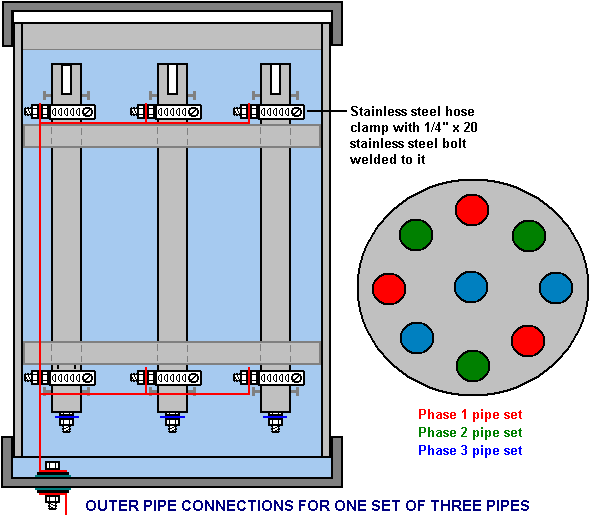 Stainless steel hose
clamp with 1/4" x 20
stainless steel bolt
welded to it
Phase 1 pipe set
Phase 2 pipe set
Phase 3 pipe set
OUTER PIPE CONNECTIONS FOR ONE SET OF THREE PIPES